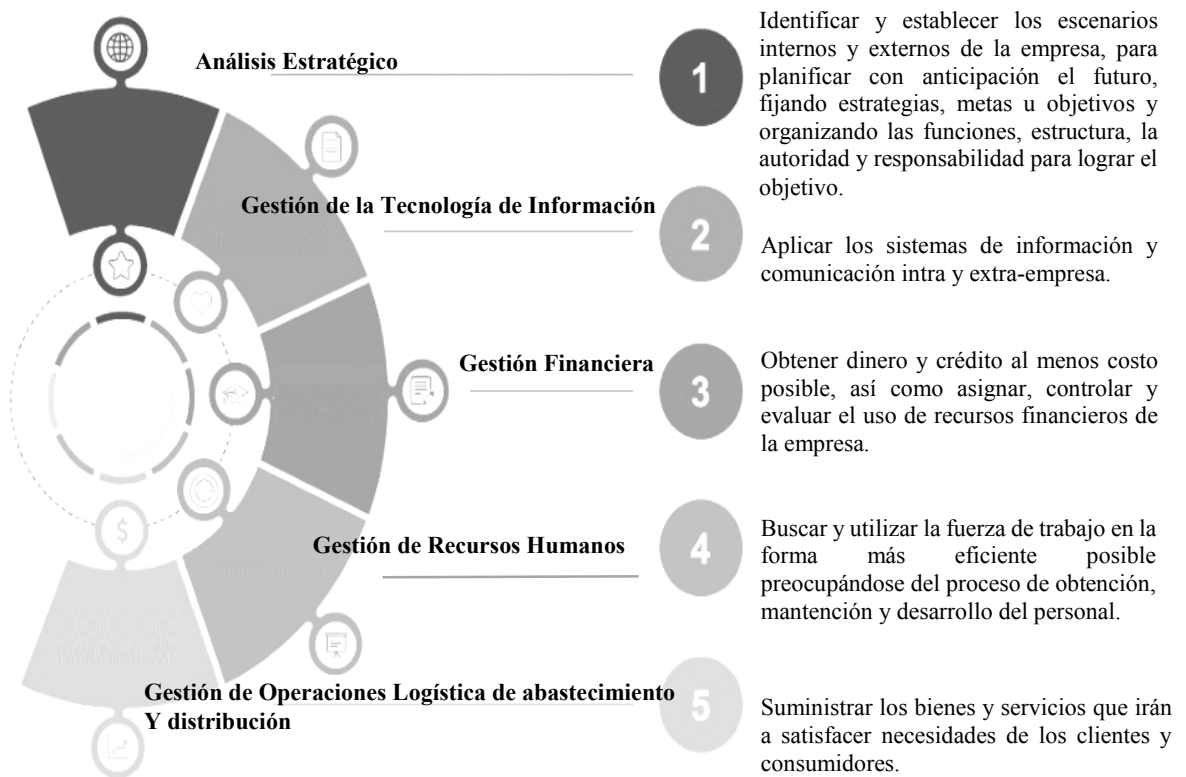 Análisis Estratégico
1
Identificar y establecer los escenarios
internos y externos de la empresa, para
planificar con anticipación el futuro,
fijando estrategias, metas u objetivos y
organizando las funciones, estructura, la
autoridad y responsabilidad para lograr el
objetivo.
Gestión de la Tecnología de Información
2
Aplicar los sistemas de información y
comunicación intra y extra-empresa.
Gestión Financiera
3
Obtener dinero y crédito al menos costo
posible, así como asignar, controlar y
evaluar el uso de recursos financieros de
la empresa.
Gestión de Recursos Humanos
4
Buscar y utilizar la fuerza de trabajo en la
forma más eficiente posible
preocupándose del proceso de obtención,
mantención y desarrollo del personal.
$
Gestión de Operaciones Logística de abastecimiento
Y distribución
5
Suministrar los bienes y servicios que irán
a satisfacer necesidades de los clientes y
consumidores.